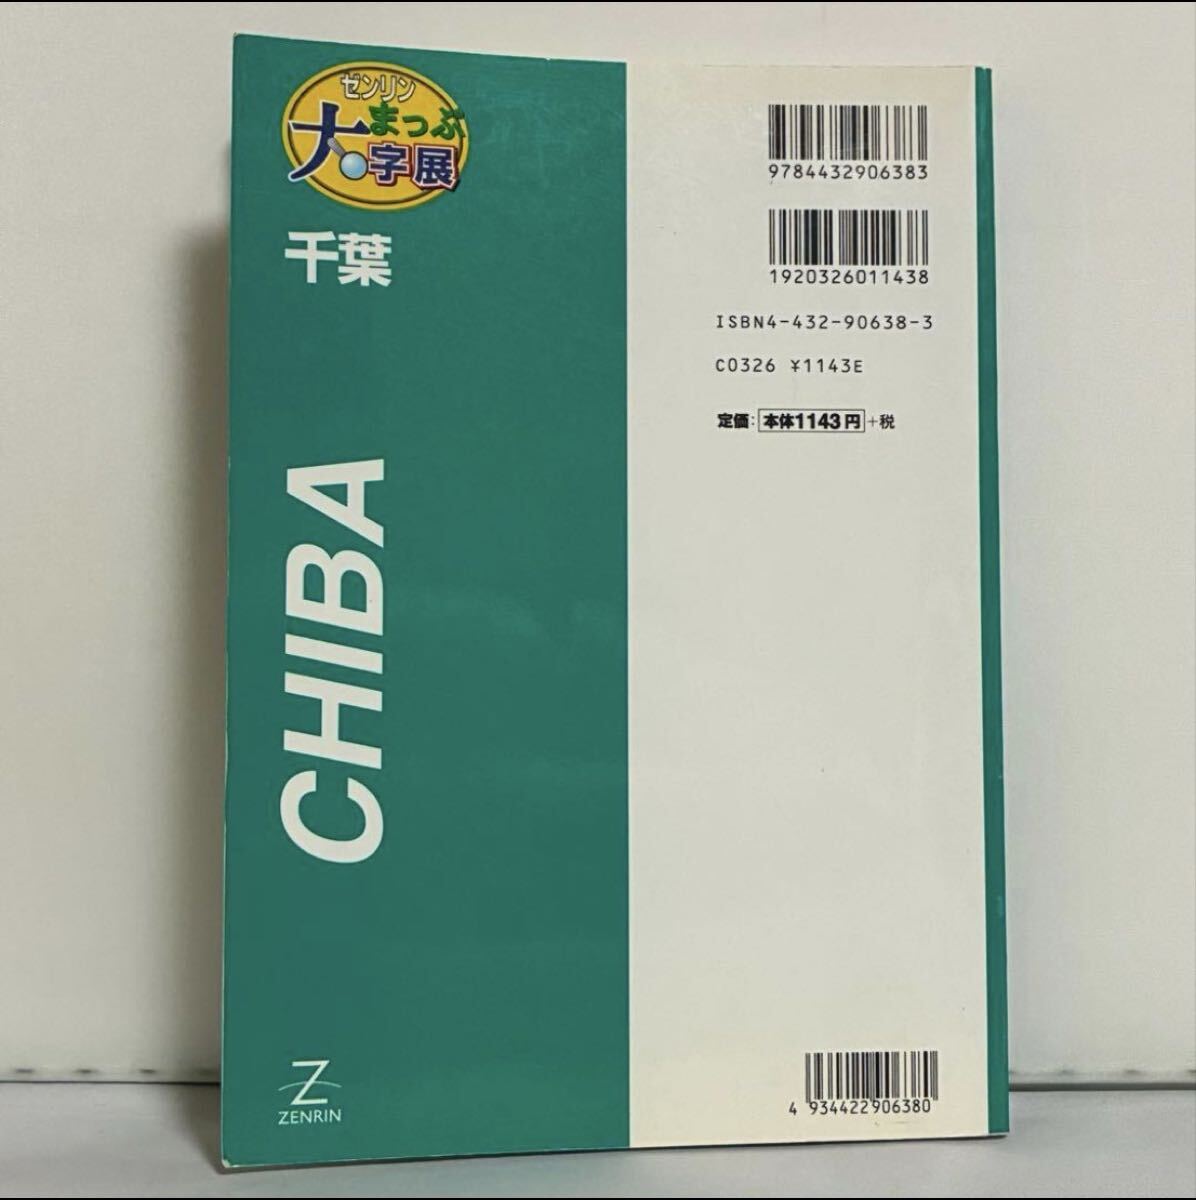 ゼンリン
まっぷ
大字展
千葉
CHIBA
Z
ZENRIN
9784432906383
1920326011438
ISBN4-432-90638-3
C0326 ¥1143E
定価：本体1143円+税
4 934422 906380